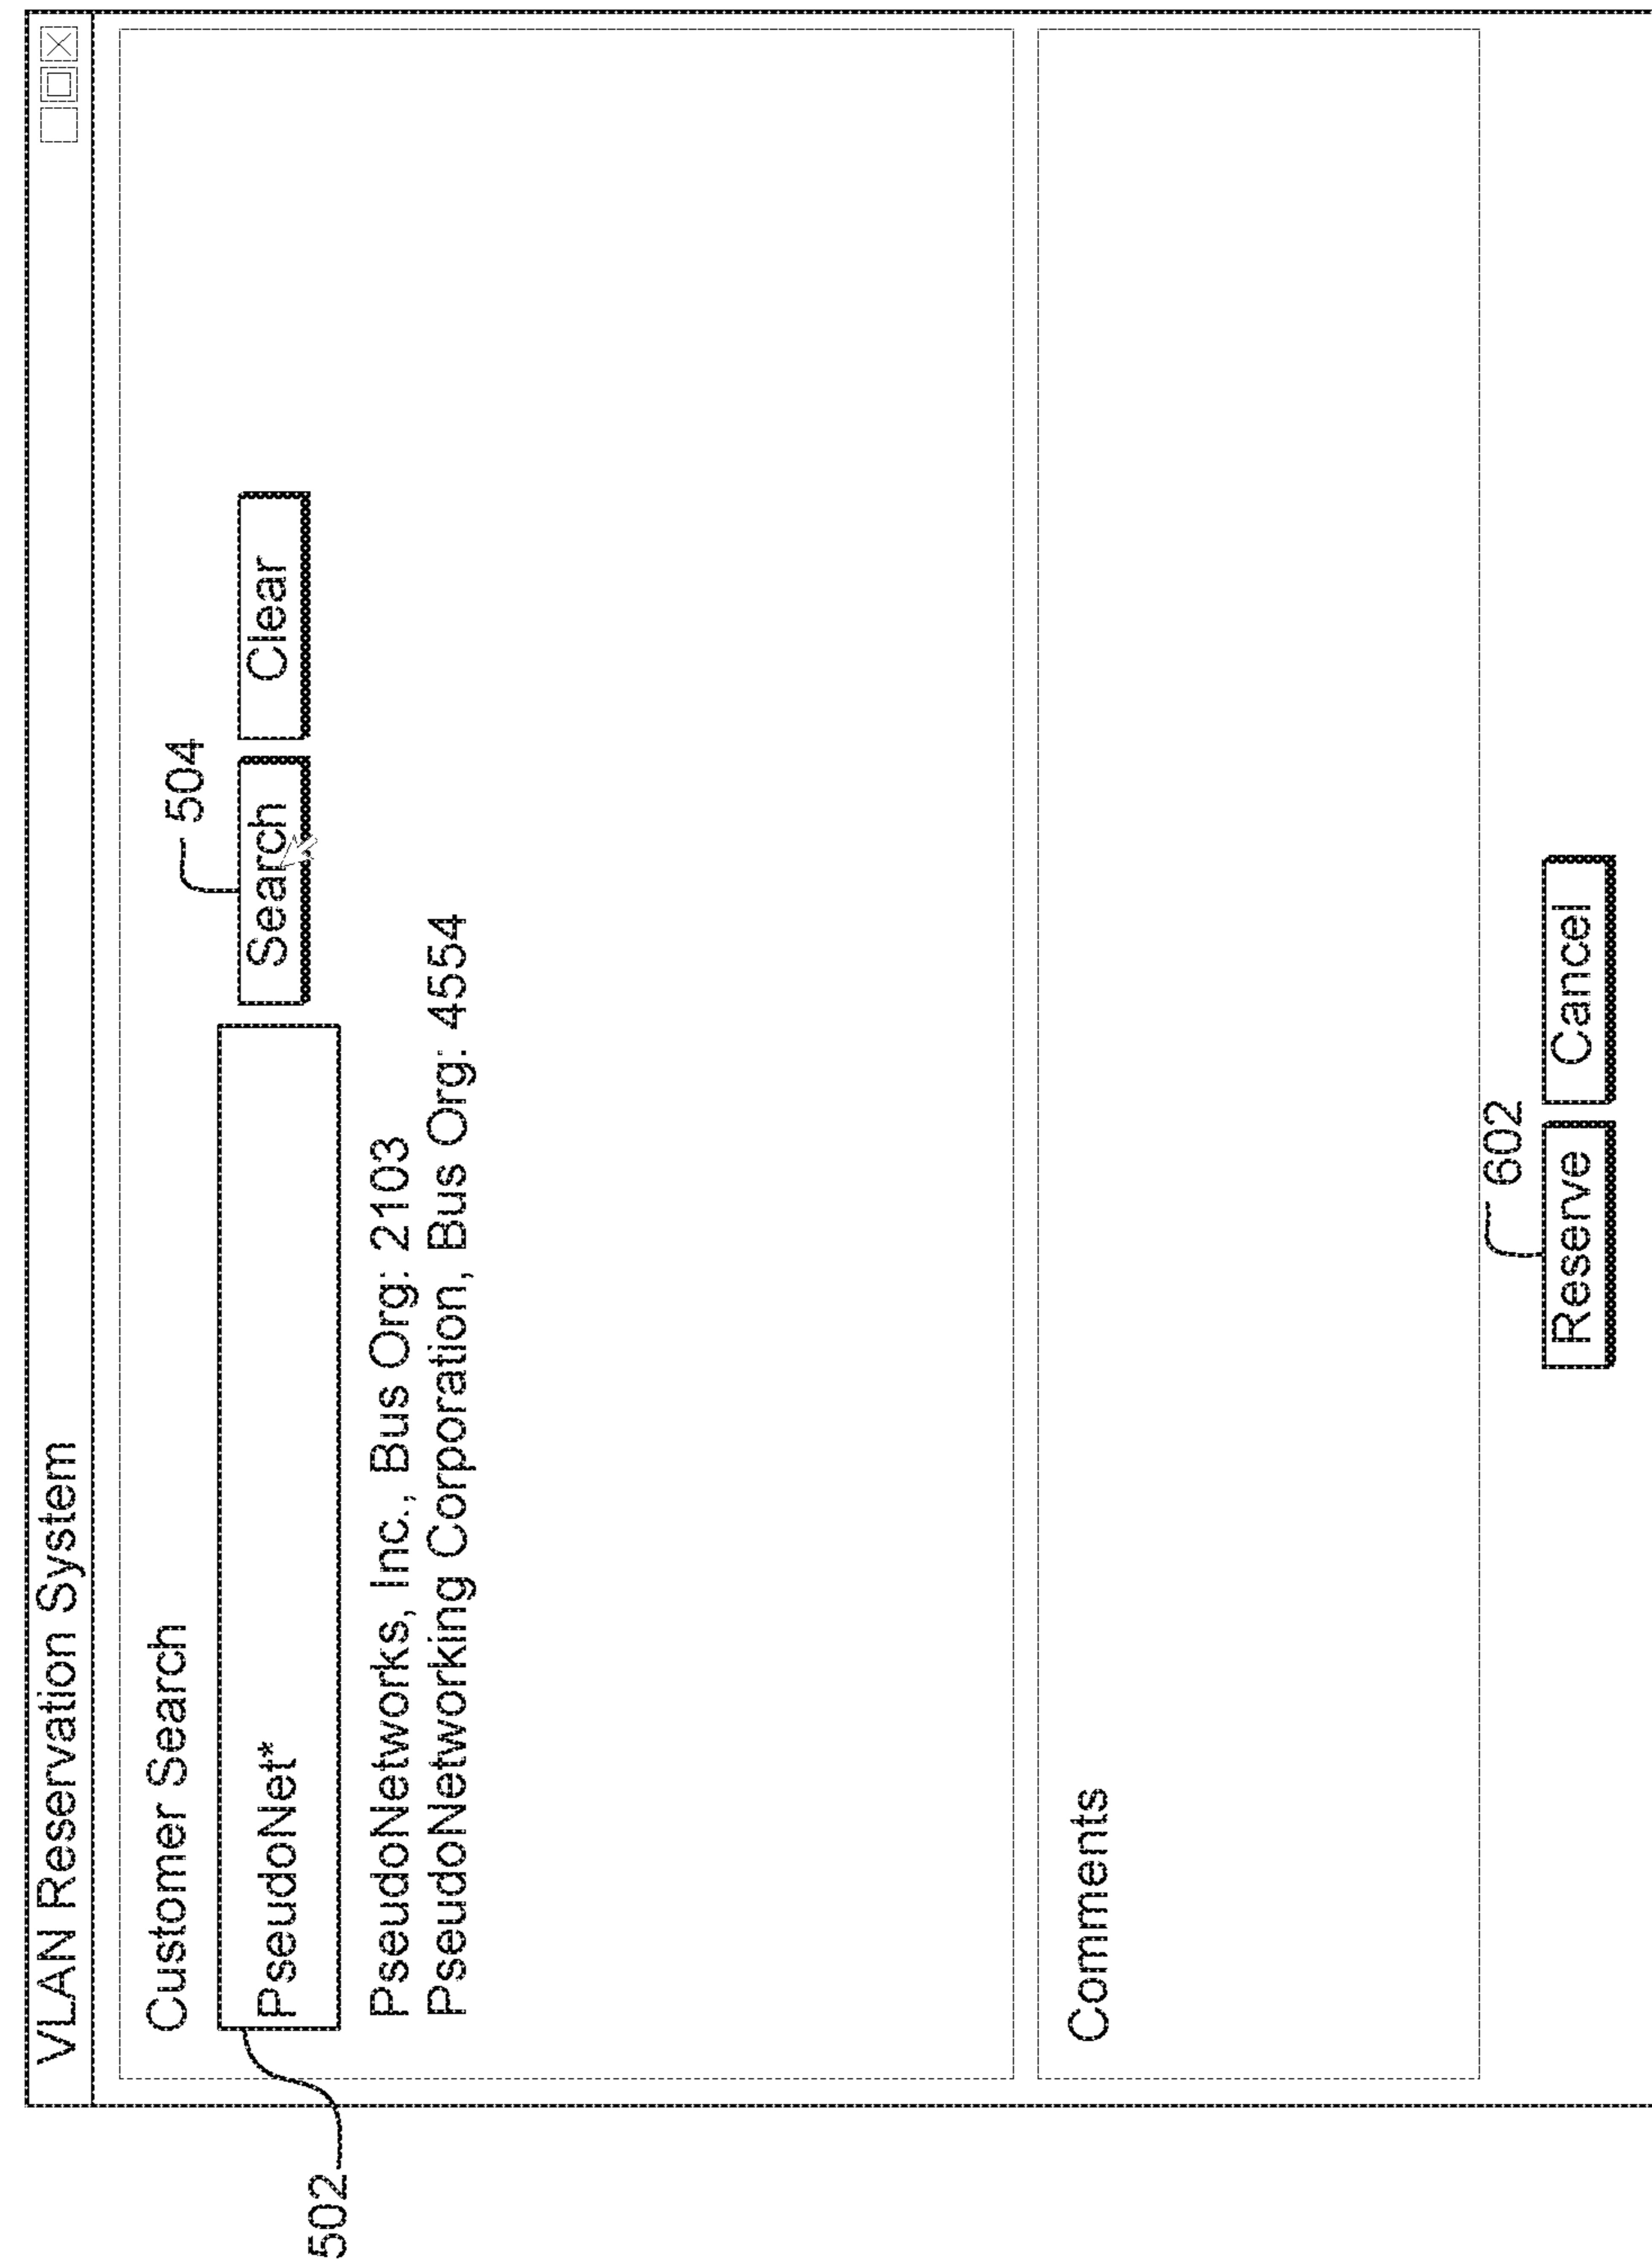 VLAN Reservation System
Customer Search
504
PseudoNet*
Search
Clear
502
PseudoNetworks, Inc., Bus Org: 2103
PseudoNetworking Corporation, Bus Org: 4554
Comments
602
Reserve
Cancel